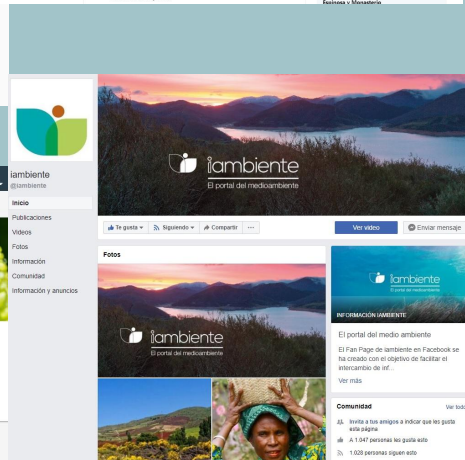 Espinosa y Monasterio
iambiente
El portal del medioambiente
iambiente
@iambiente
Inicio
Publicaciones
Videos
Fotos
Información
Comunidad
Información y anuncios
Te gusta
Siguiendo
Compartir
...
Ver video
Enviar mensaje
Fotos
iambiente
El portal del medioambiente
iambiente
El portal del medioambiente
INFORMACIÓN IAMBIENTE
El portal del medio ambiente
El Fan Page de iambiente en Facebook se
ha creado con el objetivo de facilitar el
intercambio de inf...
Ver más
Comunidad
Ver todo
Invita a tus amigos a indicar que les gusta
esta página
A 1.047 personas les gusta esto
1.028 personas siguen esto